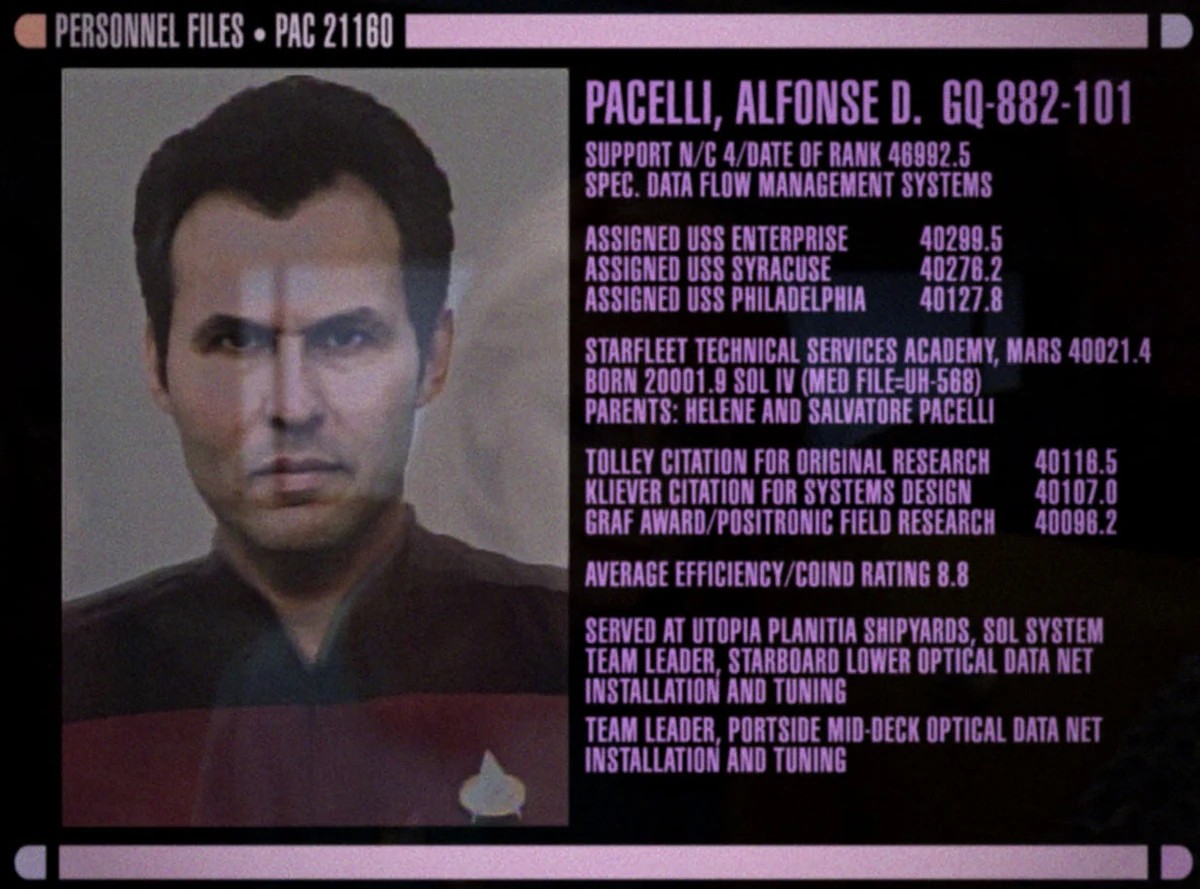 PERSONNEL FILES • PAC 21160
PACELLI, ALFONSE D. GQ-882-101
SUPPORT N/C 4/DATE OF RANK 46992.5
SPEC. DATA FLOW MANAGEMENT SYSTEMS
ASSIGNED USS ENTERPRISE 40299.5
ASSIGNED USS SYRACUSE 40276.2
ASSIGNED USS PHILADELPHIA 40127.8
STARFLEET TECHNICAL SERVICES ACADEMY, MARS 40021.4
BORN 20001.9 SOL IV (MED FILE=UH-568)
PARENTS: HELENE AND SALVATORE PACELLI
TOLLEY CITATION FOR ORIGINAL RESEARCH 40116.5
KLIEVER CITATION FOR SYSTEMS DESIGN 40107.0
GRAF AWARD/POSITRONIC FIELD RESEARCH 40096.2
AVERAGE EFFICIENCY/COIND RATING 8.8
SERVED AT UTOPIA PLANITIA SHIPYARDS, SOL SYSTEM
TEAM LEADER, STARBOARD LOWER OPTICAL DATA NET
INSTALLATION AND TUNING
TEAM LEADER, PORTSIDE MID-DECK OPTICAL DATA NET
INSTALLATION AND TUNING